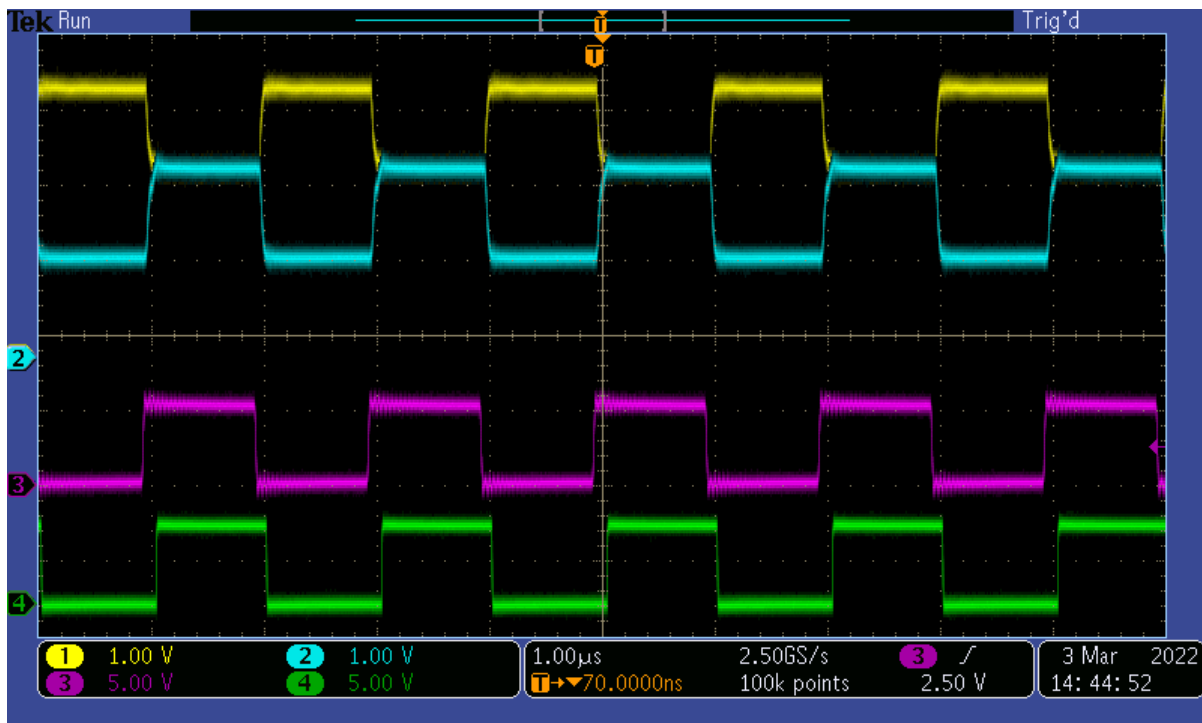 Tek Run Trig'd
T
T
2
3
4
1 1.00 V 2 1.00 V 1.00μs 2.50GS/s 3 3 Mar 2022
3 5.00 V 4 5.00 V T→▼70.0000ns 100k points 2.50 V 14:44:52